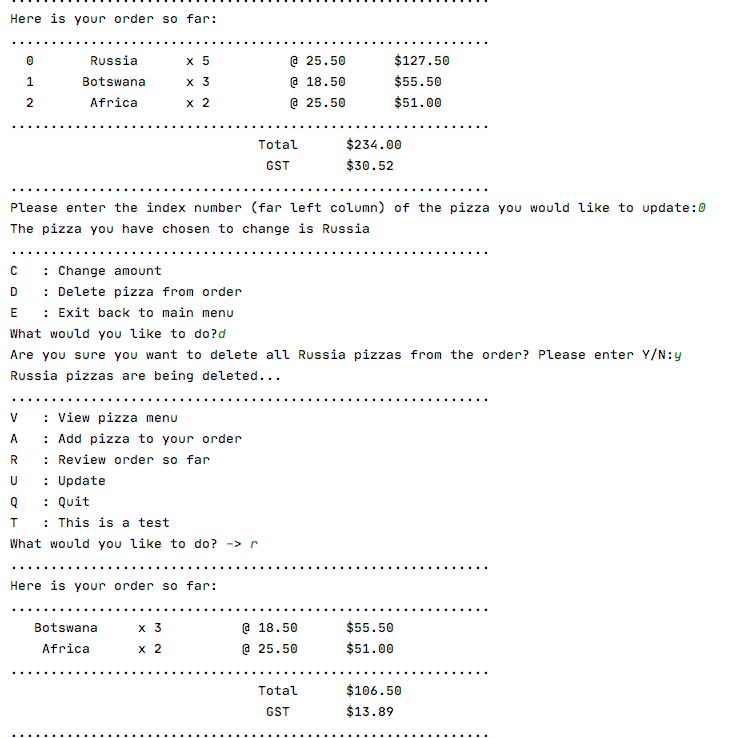 ............................................................
Here is your order so far:
............................................................
0 Russia x 5 @ 25.50 $127.50
1 Botswana x 3 @ 18.50 $55.50
2 Africa x 2 @ 25.50 $51.00
............................................................
Total $234.00
GST $30.52
............................................................
Please enter the index number (far left column) of the pizza you would like to update:0
The pizza you have chosen to change is Russia
............................................................
C : Change amount
D : Delete pizza from order
E : Exit back to main menu
What would you like to do?d
Are you sure you want to delete all Russia pizzas from the order? Please enter Y/N:y
Russia pizzas are being deleted...
............................................................
V : View pizza menu
A : Add pizza to your order
R : Review order so far
U : Update
Q : Quit
T : This is a test
What would you like to do? -> r
............................................................
Here is your order so far:
............................................................
Botswana x 3 @ 18.50 $55.50
Africa x 2 @ 25.50 $51.00
............................................................
Total $106.50
GST $13.89
............................................................